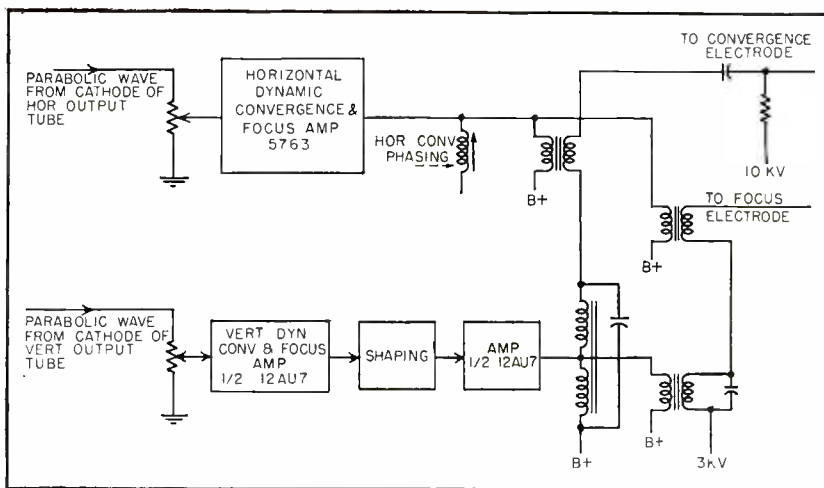 TO CONVERGENCE
ELECTRODE
PARABOLIC WAVE
FROM CATHODE OF
HOR OUTPUT
TUBE
HORIZONTAL
DYNAMIC
CONVERGENCE &
FOCUS AMP
5763
HOR CONV
PHASING
B+
10 KV
TO FOCUS
ELECTRODE
B+
PARABOLIC WAVE
FROM CATHODE OF
VERT OUTPUT
TUBE
VERT DYN
CONV & FOCUS
AMP
1/2 12AU7
SHAPING
AMP
1/2 12AU7
B+
B+
3KV